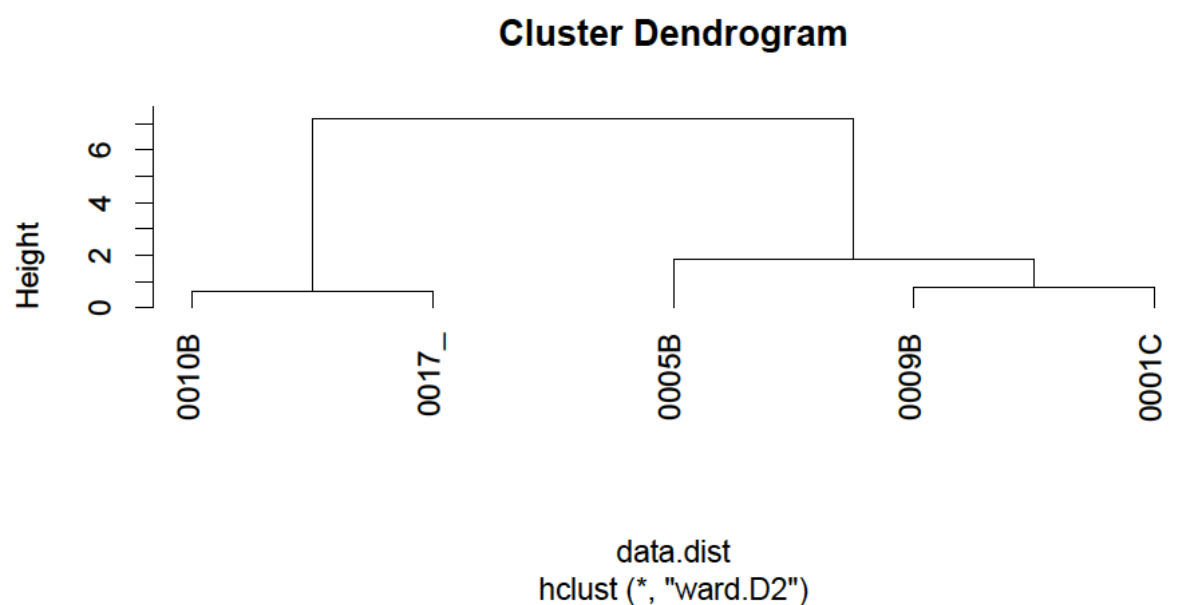 Cluster Dendrogram
Height
6
4
2
0
0010B
0017_
0005B
0009B
0001C
data.dist
hclust (*, "ward.D2")